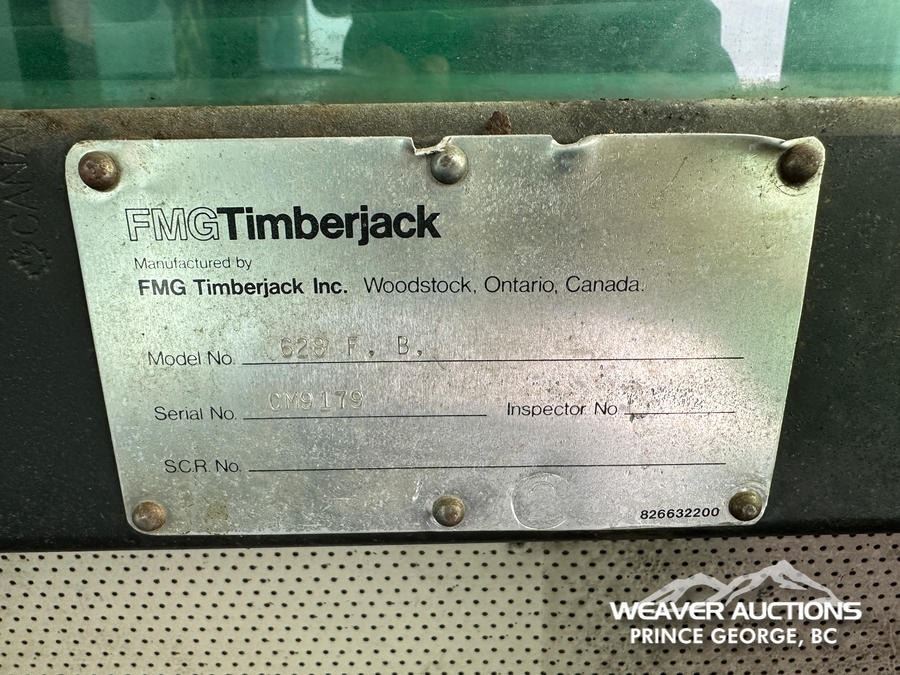 FMGTimberjack
Manufactured by
FMG Timberjack Inc. Woodstock, Ontario, Canada.
Model No. 628 F. B.
Serial No. CM9179 Inspector No
S.C.R. No.
826632200
WEAVER AUCTIONS
PRINCE GEORGE, BC